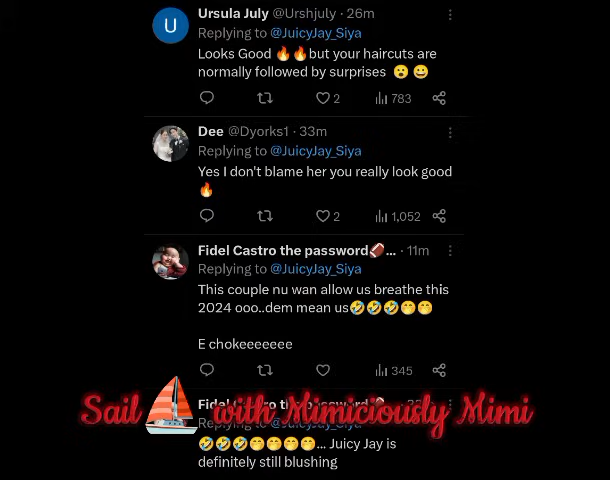 Ursula July @Urshjuly · 26m
Replying to @JuicyJay_Siya
Looks Good 🔥🔥but your haircuts are
normally followed by surprises 😮 😀
2 783
Dee @Dyorks1 · 33m
Replying to @JuicyJay_Siya
Yes I don't blame her you really look good
🔥
2 1,052
Fidel Castro the password🏈... · 11m
Replying to @JuicyJay_Siya
This couple nu wan allow us breathe this
2024 ooo..dem mean us🤣🤣🤣🤭🤭
E chokeeeeeee
345
Sail with Mimiciously Mimi
Fidel Castro the password
Replying to @JuicyJay_Siya
🤣🤣🤣🤭🤭🤭🤭... Juicy Jay is
definitely still blushing